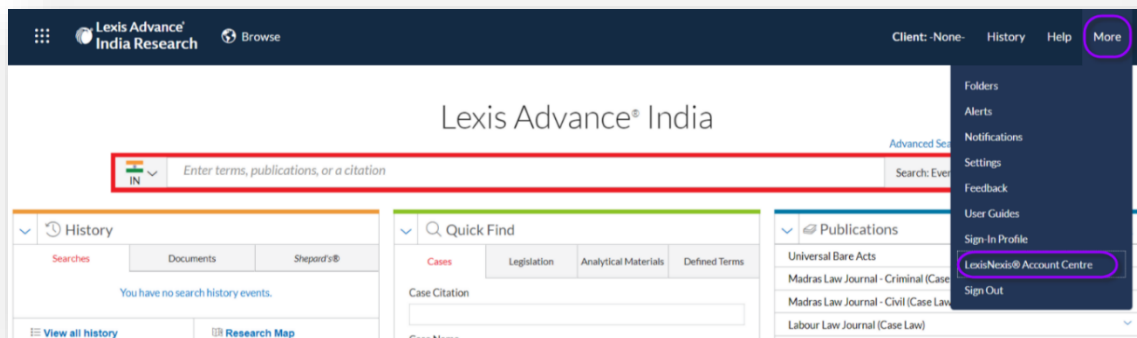 Lexis Advance®
India Research
Browse
Client: -None-
History
Help
More
Folders
Alerts
Notifications
Settings
Feedback
User Guides
Sign-In Profile
LexisNexis® Account Centre
Sign Out
Lexis Advance® India
Advanced
IN
Enter terms, publications, or a citation
Search:
History
Searches
Documents
Shepard's®
You have no search history events.
View all history
Research Map
Quick Find
Cases
Legislation
Analytical Materials
Defined Terms
Case Citation
Case Name
Publications
Universal Bare Acts
Madras Law Journal - Criminal (Case
Madras Law Journal - Civil (Case Law
Labour Law Journal (Case Law)